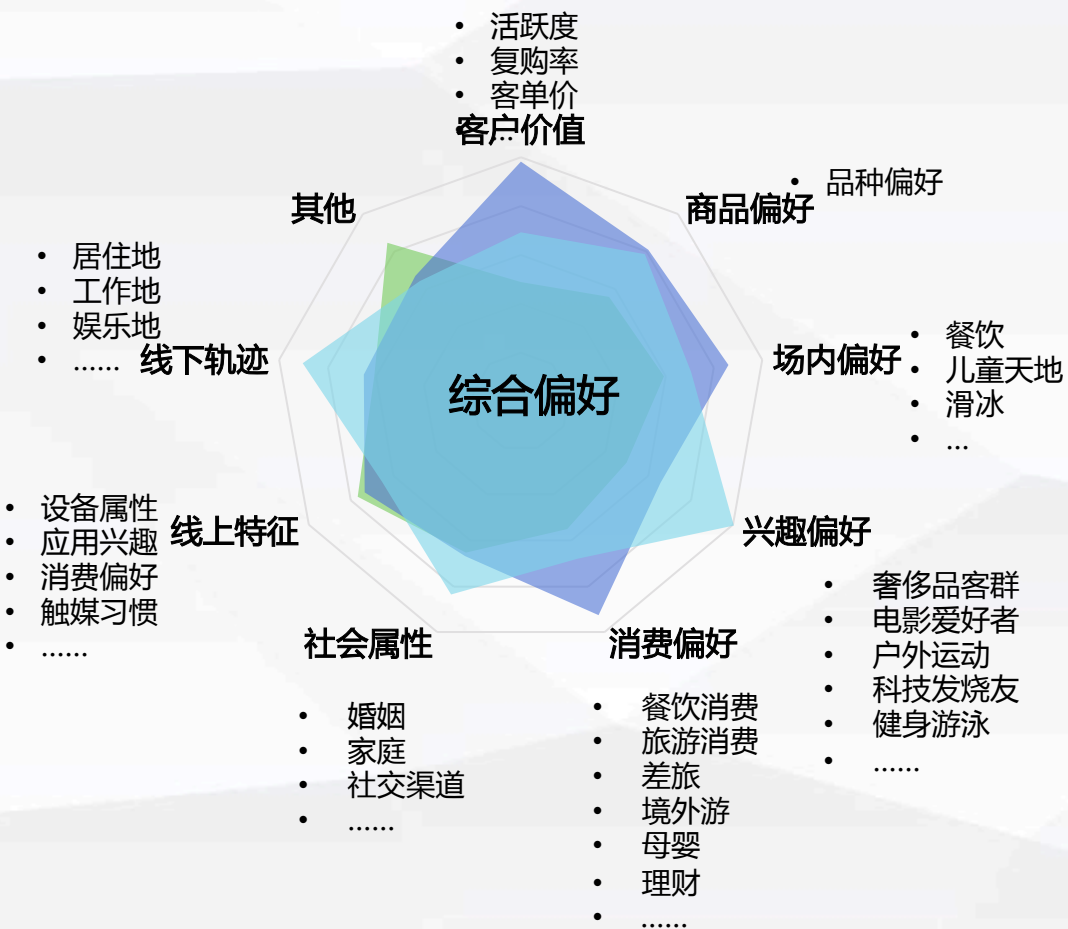 • 活跃度
• 复购率
• 客单价
• ...
客户价值
商品偏好
• 品种偏好
场内偏好
• 餐饮
• 儿童天地
• 滑冰
• ...
兴趣偏好
• 奢侈品客群
• 电影爱好者
• 户外运动
• 科技发烧友
• 健身游泳
• ......
消费偏好
• 餐饮消费
• 旅游消费
• 差旅
• 境外游
• 母婴
• 理财
• ......
社会属性
• 婚姻
• 家庭
• 社交渠道
• ......
线上特征
• 设备属性
• 应用兴趣
• 消费偏好
• 触媒习惯
• ......
线下轨迹
• 居住地
• 工作地
• 娱乐地
• ......
其他
综合偏好